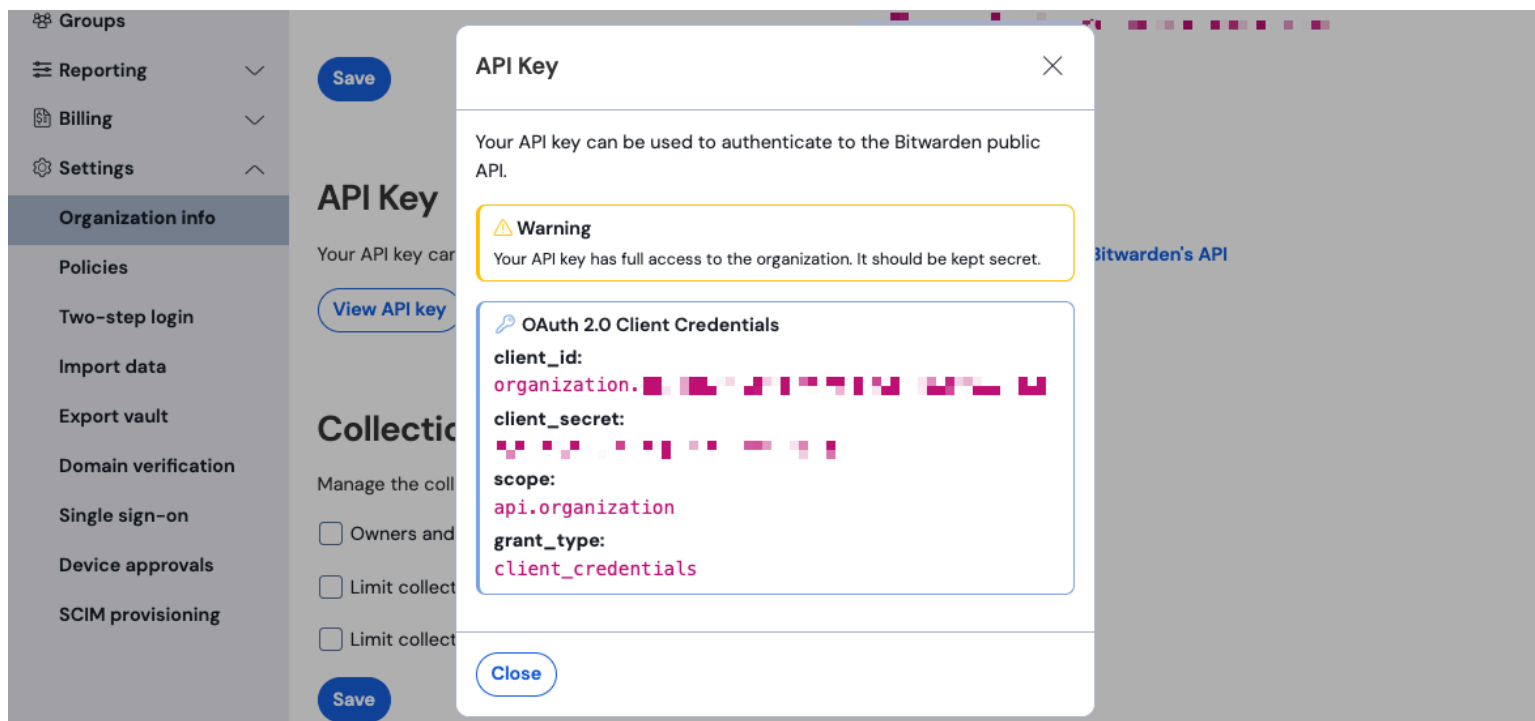 Groups
Reporting
Billing
Settings
Organization info
Policies
Two-step login
Import data
Export vault
Domain verification
Single sign-on
Device approvals
SCIM provisioning
Save
API Key
Your API key car
Bitwarden's API
View API key
Collectic
Manage the coll
Owners and
Limit collect
Limit collect
Save
API Key
Your API key can be used to authenticate to the Bitwarden public
API.
Warning
Your API key has full access to the organization. It should be kept secret.
OAuth 2.0 Client Credentials
client_id:
organization.
client_secret:
scope:
api.organization
grant_type:
client_credentials
Close